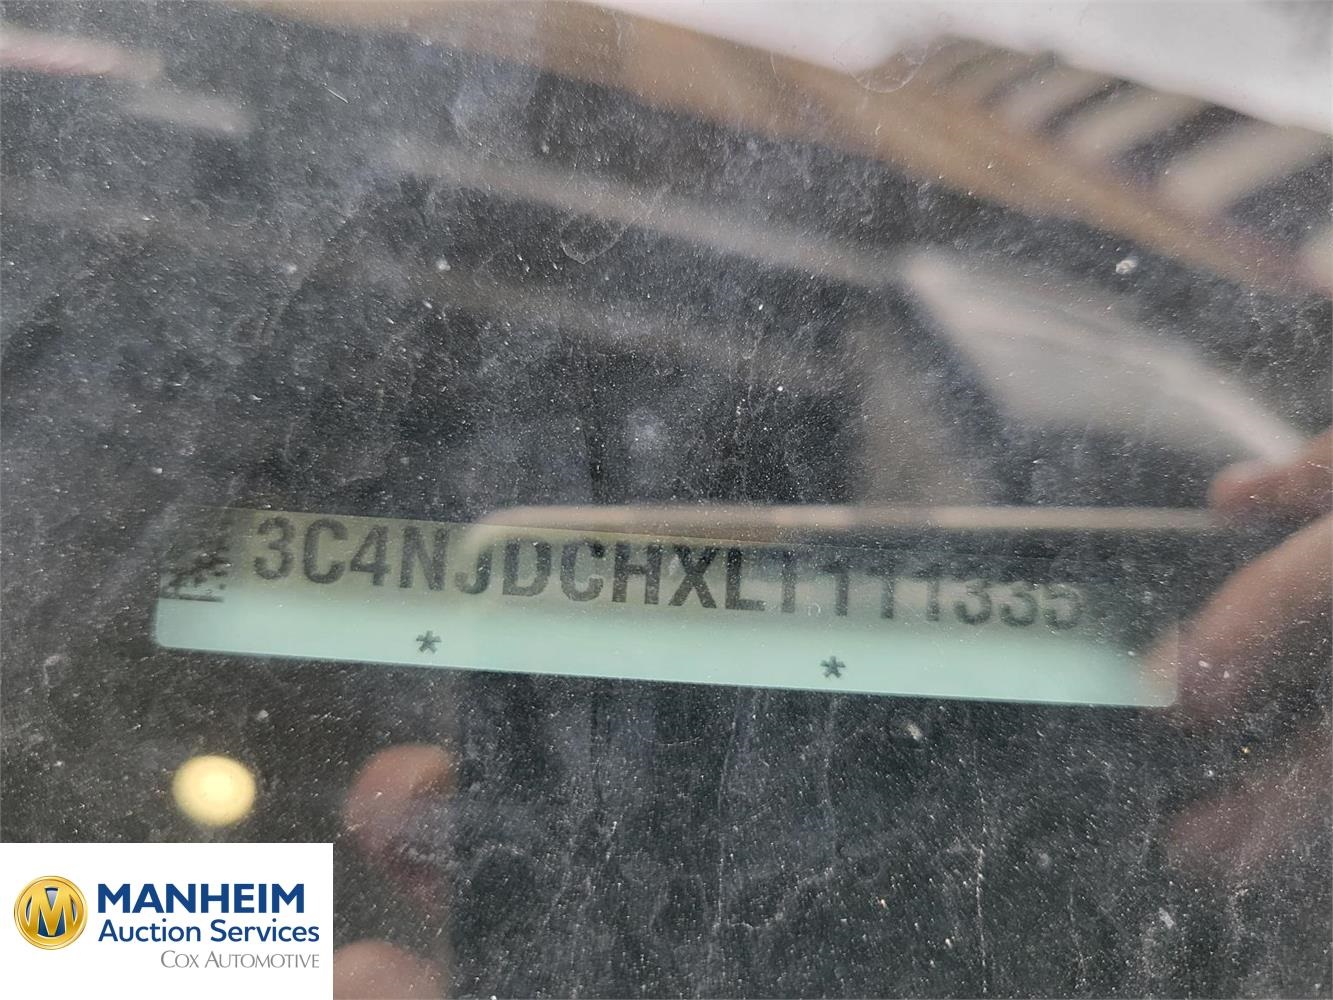 3C4NJDCHXLT111335
* *
MANHEIM
Auction Services
COX AUTOMOTIVE